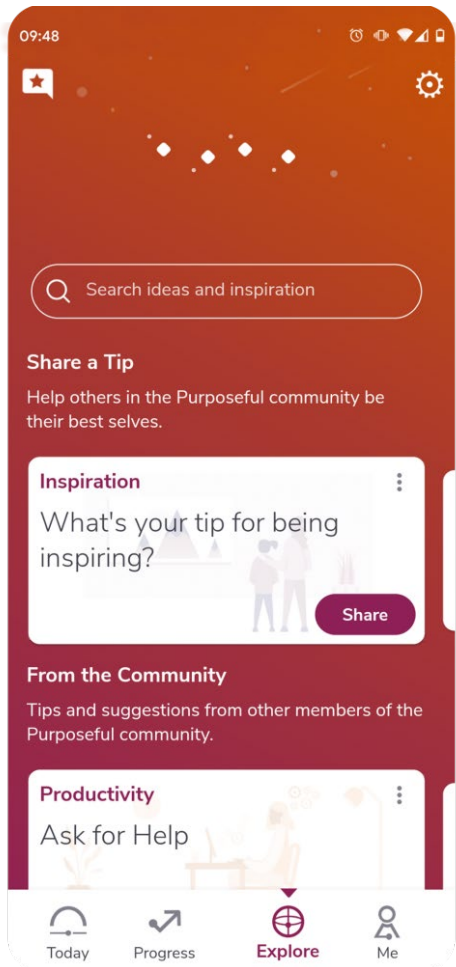 09:48
Search ideas and inspiration
Share a Tip
Help others in the Purposeful community be
their best selves.
Inspiration
What's your tip for being
inspiring?
Share
From the Community
Tips and suggestions from other members of the
Purposeful community.
Productivity
Ask for Help
Today
Progress
Explore
Me